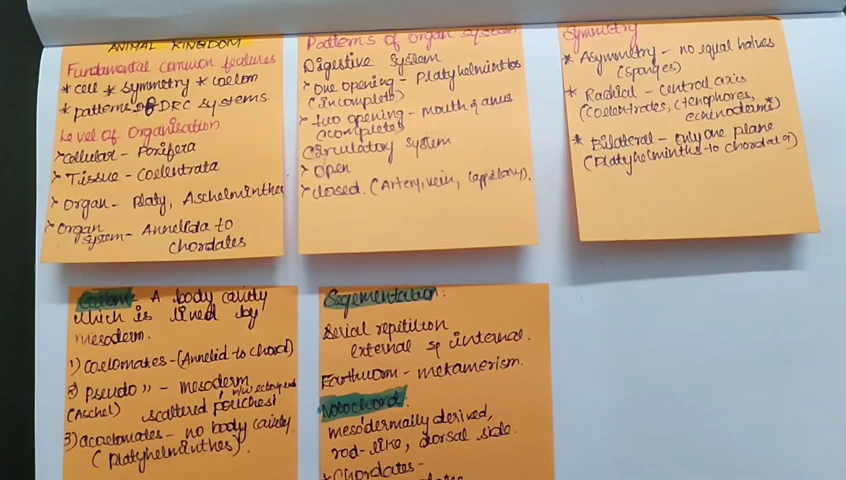 ANIMAL KINGDOM
Fundamental common features
* cell * symmetry * coelom
* patterns of DRC systems
Level of Organisation
> Cellular - Porifera
> Tissue - Coelentrata
> Organ - Platy, Aschelminthes
> Organ system - Annelida to
chordates
Patterns of organ system
Digestive system
> One opening - Platyhelminthes
(incomplete)
> two opening - mouth & anus
(complete)
Circulatory system
> Open
> closed. (Artery, vein, capillary).
Symmetry
* Asymmetry - no equal halves
(sponges)
* Radial - central axis
(coelentrates, ctenophores,
echinoderms*)
* Bilateral - only one plane
(Platyhelminths - to chordates)
Coelom: A body cavity
which is lined by
mesoderm.
1) Coelomates - (Annelid to chord)
2) Pseudo " - mesoderm
(Aschel) scattered pouches
3) acoelomates - no body cavity
(Platyhelminthes).
Segementation:
Serial repitition
external & internal.
Earthworm - metamerism.
Notochord:
mesodermally derived,
rod-like, dorsal side.
* Chordates -